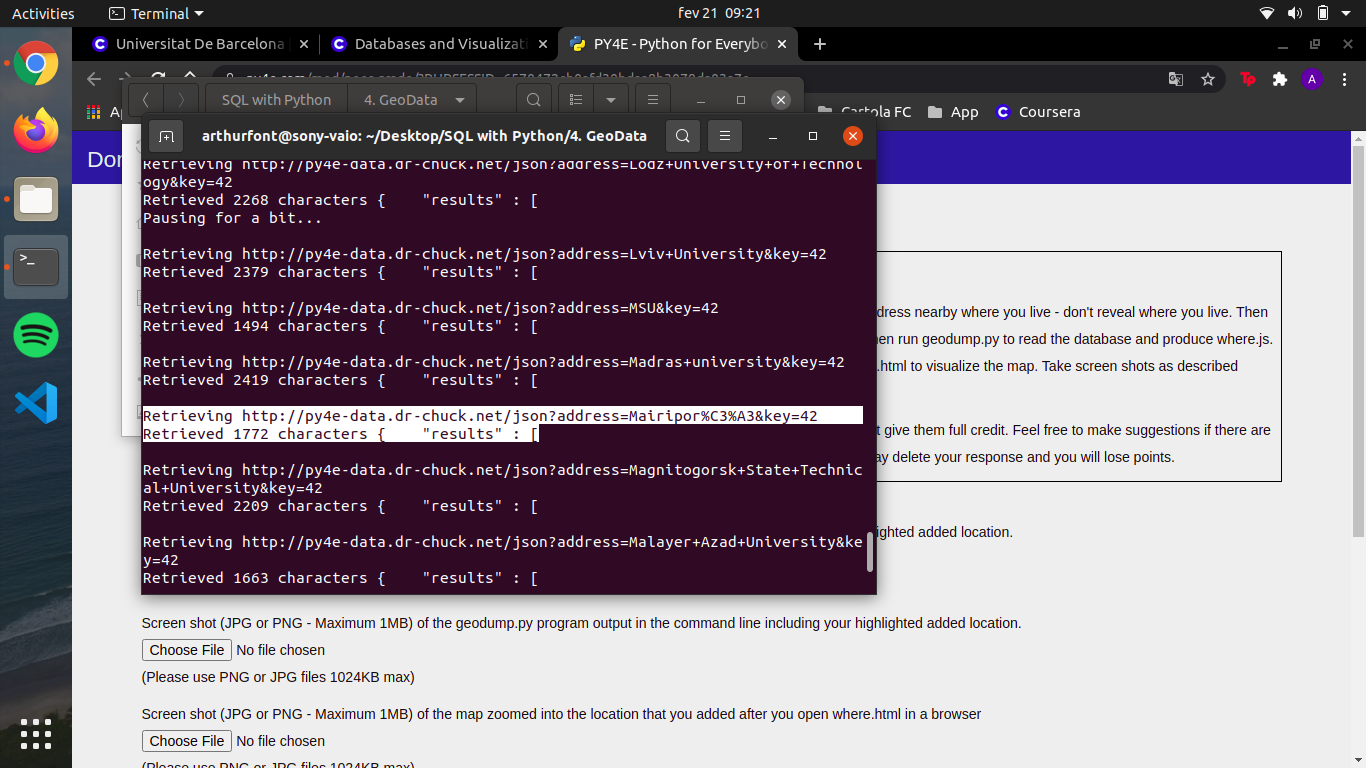 Activities
Terminal
fev 21 09:21
Universitat De Barcelona
Databases and Visualizati
PY4E - Python for Everybo
SQL with Python
4. GeoData
Cartola FC
App
Coursera
A
arthurfont@sony-vaio: ~/Desktop/SQL with Python/4. GeoData
Retrieving http://py4e-data.dr-chuck.net/json?address=Lodz+University+of+Technol
ogy&key=42
Retrieved 2268 characters {    "results" : [
Pausing for a bit...
Retrieving http://py4e-data.dr-chuck.net/json?address=Lviv+University&key=42
Retrieved 2379 characters {    "results" : [
Retrieving http://py4e-data.dr-chuck.net/json?address=MSU&key=42
Retrieved 1494 characters {    "results" : [
Retrieving http://py4e-data.dr-chuck.net/json?address=Madras+university&key=42
Retrieved 2419 characters {    "results" : [
Retrieving http://py4e-data.dr-chuck.net/json?address=Mairipor%C3%A3&key=42
Retrieved 1772 characters {    "results" : [
Retrieving http://py4e-data.dr-chuck.net/json?address=Magnitogorsk+State+Technic
al+University&key=42
Retrieved 2209 characters {    "results" : [
Retrieving http://py4e-data.dr-chuck.net/json?address=Malayer+Azad+University&ke
y=42
Retrieved 1663 characters {    "results" : [
dress nearby where you live - don't reveal where you live. Then
en run geodump.py to read the database and produce where.js.
.html to visualize the map. Take screen shots as described
t give them full credit. Feel free to make suggestions if there are
ay delete your response and you will lose points.
ighted added location.
Screen shot (JPG or PNG - Maximum 1MB) of the geodump.py program output in the command line including your highlighted added location.
Choose File No file chosen
(Please use PNG or JPG files 1024KB max)
Screen shot (JPG or PNG - Maximum 1MB) of the map zoomed into the location that you added after you open where.html in a browser
Choose File No file chosen
(Please use PNG or JPG files 1024KB max)